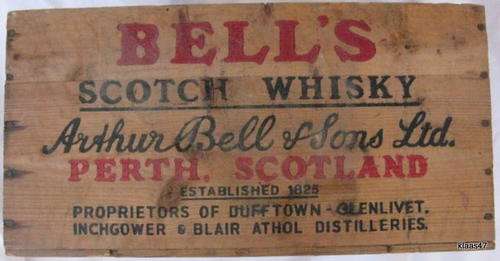 BELL'S
SCOTCH WHISKY
Arthur Bell & Sons Ltd.
PERTH. SCOTLAND
ESTABLISHED 1825
PROPRIETORS OF DUFFTOWN-GLENLIVET,
INCHGOWER & BLAIR ATHOL DISTILLERIES.
klaas47